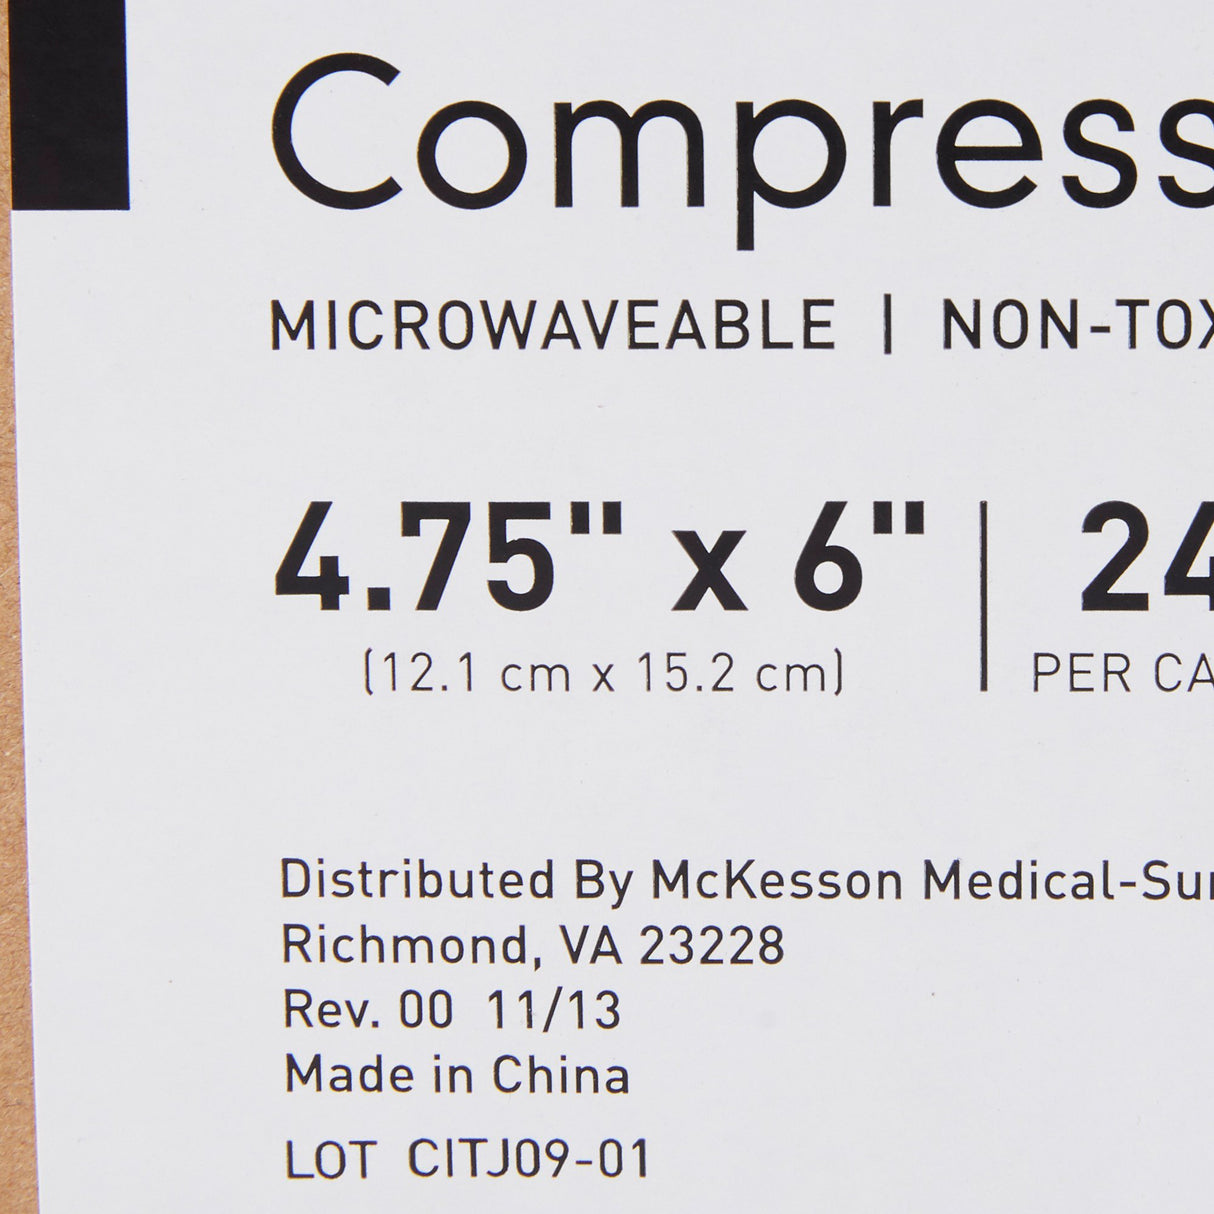 Compress
MICROWAVEABLE | NON-TOX
4.75" x 6" | 24
(12.1 cm x 15.2 cm) PER CA
Distributed By McKesson Medical-Sur
Richmond, VA 23228
Rev. 00 11/13
Made in China
LOT CITJ09-01